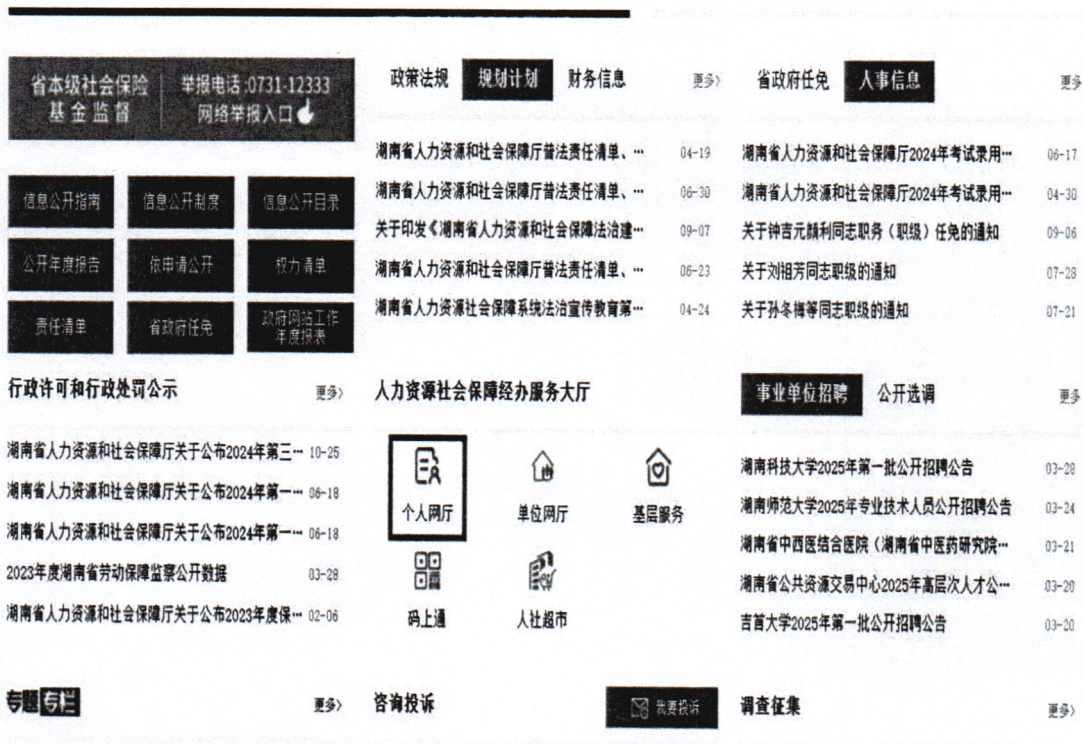 省本级社会保险
基金监督
举报电话:0731-12333
网络举报入口
信息公开指南 信息公开制度 信息公开目录
公开年度报告 依申请公开 权力清单
责任清单 省政府任免 政府网站工作
年度报表
政策法规 规划计划 财务信息 更多>
湖南省人力资源和社会保障厅普法责任清单、… 04-19
湖南省人力资源和社会保障厅普法责任清单、… 06-30
关于印发《湖南省人力资源和社会保障法治建… 09-07
湖南省人力资源和社会保障厅普法责任清单、… 06-23
湖南省人力资源社会保障系统法治宣传教育第… 04-24
省政府任免 人事信息 更多
湖南省人力资源和社会保障厅2024年考试录用… 06-17
湖南省人力资源和社会保障厅2024年考试录用… 04-30
关于钟吉元颜利同志职务（职级）任免的通知 09-06
关于刘祖芳同志职级的通知 07-28
关于孙冬梅等同志职级的通知 07-21
行政许可和行政处罚公示 更多>
湖南省人力资源和社会保障厅关于公布2024年第三… 10-25
湖南省人力资源和社会保障厅关于公布2024年第一… 06-18
湖南省人力资源和社会保障厅关于公布2024年第一… 06-18
2023年度湖南省劳动保障监察公开数据 03-28
湖南省人力资源和社会保障厅关于公布2023年度保… 02-06
人力资源社会保障经办服务大厅
个人网厅 单位网厅 基层服务
码上通 人社超市
事业单位招聘 公开选调 更多
湖南科技大学2025年第一批公开招聘公告 03-28
湖南师范大学2025年专业技术人员公开招聘公告 03-24
湖南省中西医结合医院（湖南省中医药研究院… 03-21
湖南省公共资源交易中心2025年高层次人才公… 03-20
吉首大学2025年第一批公开招聘公告 03-20
专题专栏 更多>
咨询投诉 我要投诉
调查征集 更多>